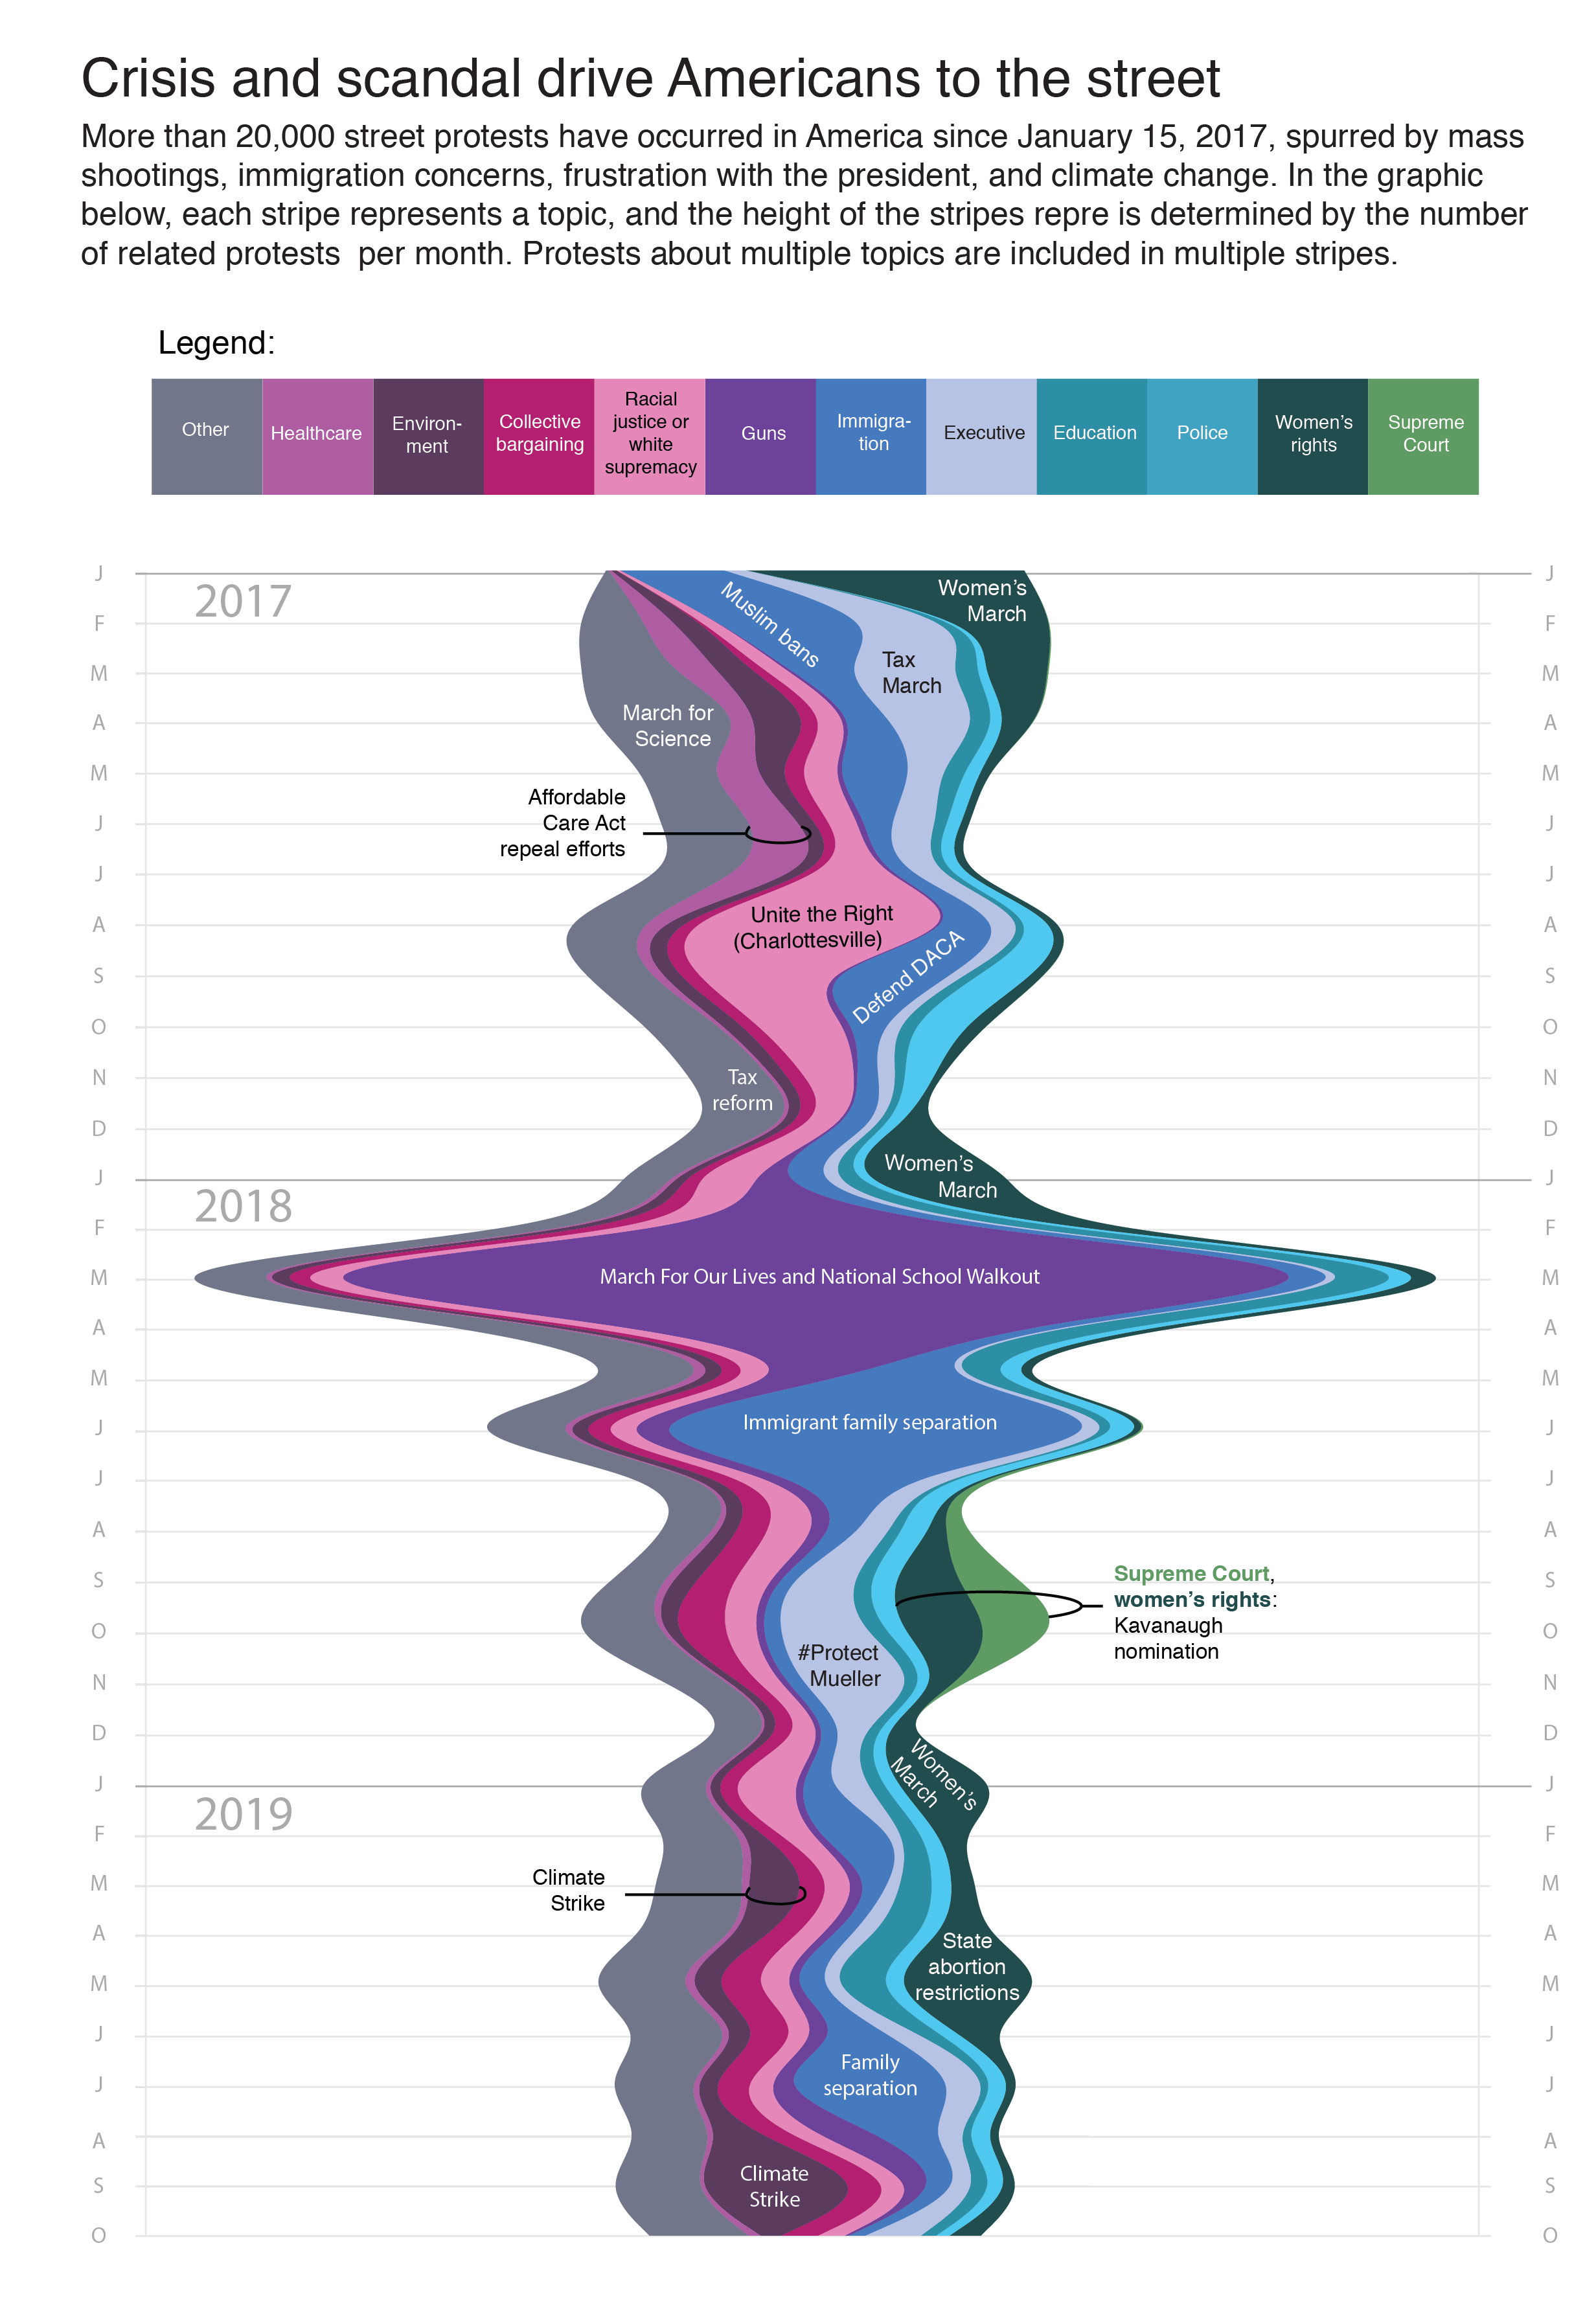 Crisis and scandal drive Americans to the street
More than 20,000 street protests have occurred in America since January 15, 2017, spurred by mass
shootings, immigration concerns, frustration with the president, and climate change. In the graphic
below, each stripe represents a topic, and the height of the stripes repre is determined by the number
of related protests  per month. Protests about multiple topics are included in multiple stripes.
Legend:
Other
Healthcare
Environ-
ment
Collective
bargaining
Racial
justice or
white
supremacy
Guns
Immigra-
tion
Executive
Education
Police
Women's
rights
Supreme
Court
J J
2017
Women's
March
Muslim bans
F F
Tax
March
M M
March for
Science
A A
M M
Affordable
Care Act
repeal efforts
J J
J J
Unite the Right
(Charlottesville)
A A
Defend DACA
S S
O O
N N
Tax
reform
D D
Women's
March
J J
2018
F F
M M
March For Our Lives and National School Walkout
A A
M M
J J
Immigrant family separation
J J
A A
S S
Supreme Court,
women's rights:
Kavanaugh
nomination
O O
#Protect
Mueller
N N
D D
Women's
March
J J
2019
F F
Climate
Strike
M M
A A
State
abortion
restrictions
M M
J J
Family
separation
J J
A A
Climate
Strike
S S
O O